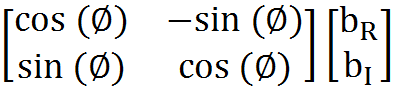 [cos (Ø) −sin (Ø)] [b_R]
[sin (Ø) cos (Ø)] [b_I]